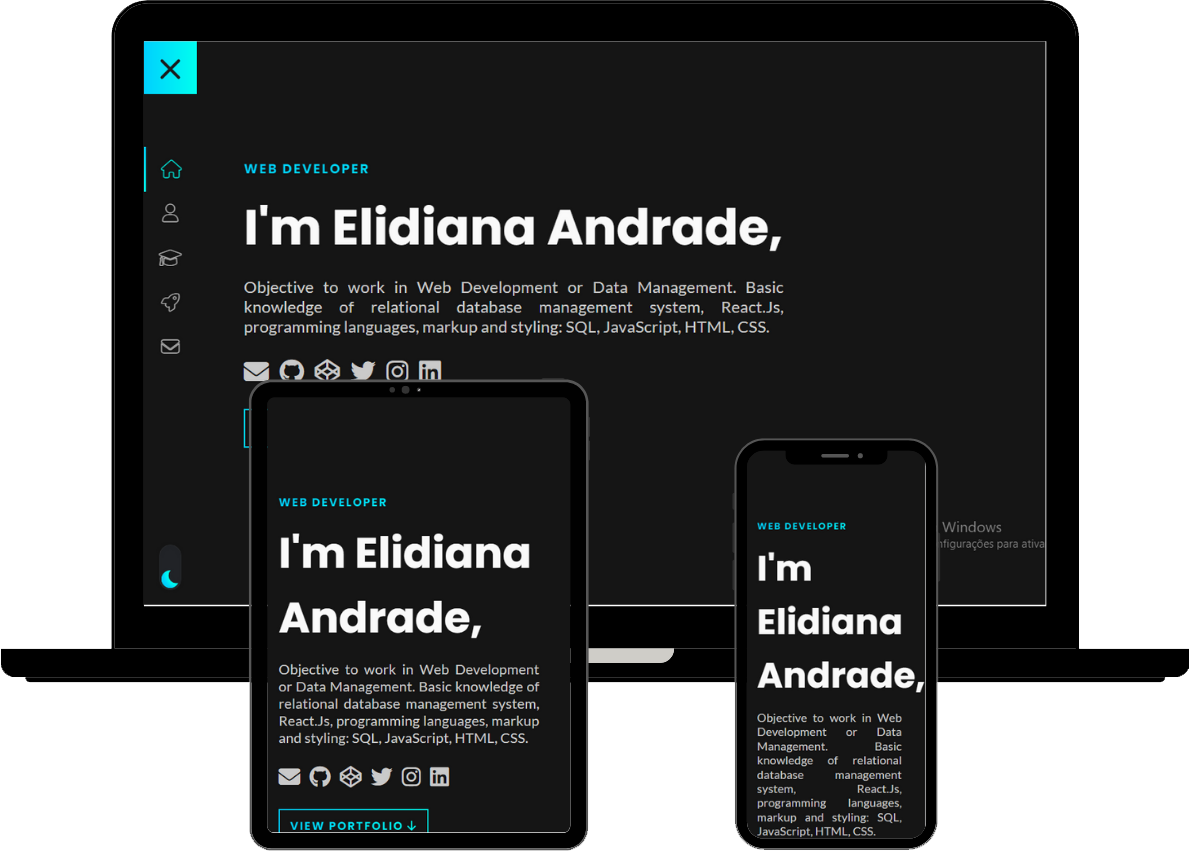 WEB DEVELOPER
I'm Elidiana Andrade,
Objective to work in Web Development or Data Management. Basic
knowledge of relational database management system, React.Js,
programming languages, markup and styling: SQL, JavaScript, HTML, CSS.
WEB DEVELOPER
I'm Elidiana
Andrade,
Objective to work in Web Development
or Data Management. Basic knowledge of
relational database management system,
React.Js, programming languages, markup
and styling: SQL, JavaScript, HTML, CSS.
VIEW PORTFOLIO ↓
WEB DEVELOPER
I'm
Elidiana
Andrade,
Objective to work in Web
Development or Data
Management. Basic
knowledge of relational
database management
system, React.Js,
programming languages,
markup and styling: SQL,
JavaScript, HTML, CSS.
Windows
para ativa